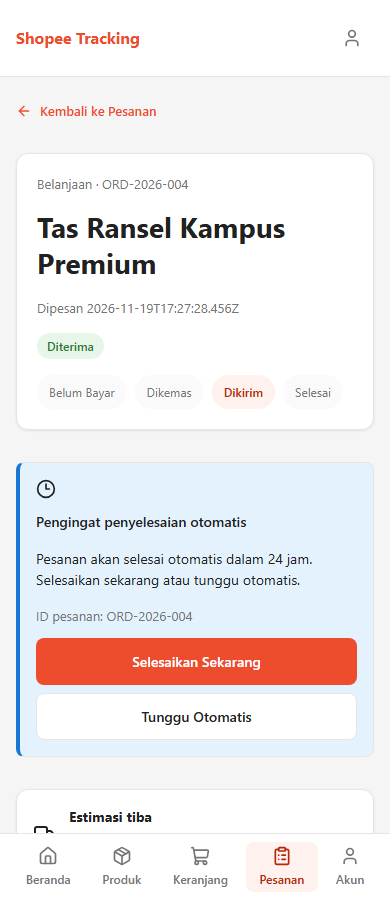 Shopee Tracking
Kembali ke Pesanan
Belanjaan · ORD-2026-004
Tas Ransel Kampus
Premium
Dipesan 2026-11-19T17:27:28.456Z
Diterima
Belum Bayar Dikemas Dikirim Selesai
Pengingat penyelesaian otomatis
Pesanan akan selesai otomatis dalam 24 jam.
Selesaikan sekarang atau tunggu otomatis.
ID pesanan: ORD-2026-004
Selesaikan Sekarang
Tunggu Otomatis
Estimasi tiba
Beranda Produk Keranjang Pesanan Akun